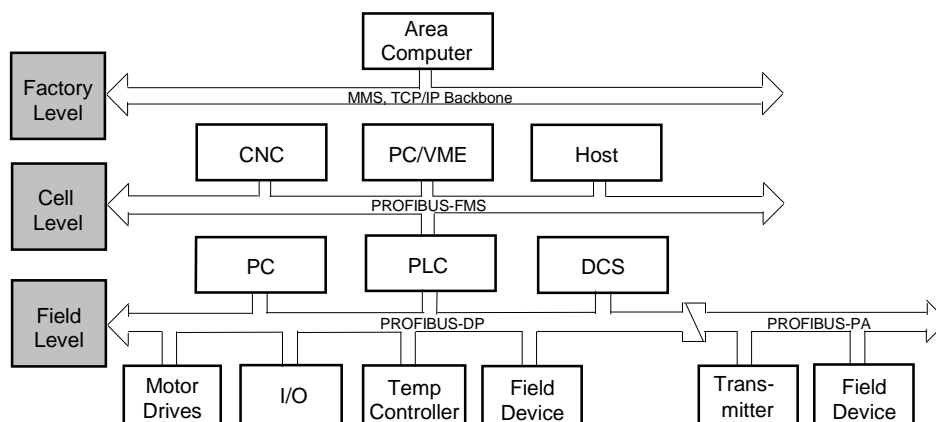 Area
Computer
Factory
Level
MMS, TCP/IP Backbone
CNC
PC/VME
Host
Cell
Level
PROFIBUS-FMS
PC
PLC
DCS
Field
Level
PROFIBUS-DP
PROFIBUS-PA
Motor
Drives
I/O
Temp
Controller
Field
Device
Trans-
mitter
Field
Device